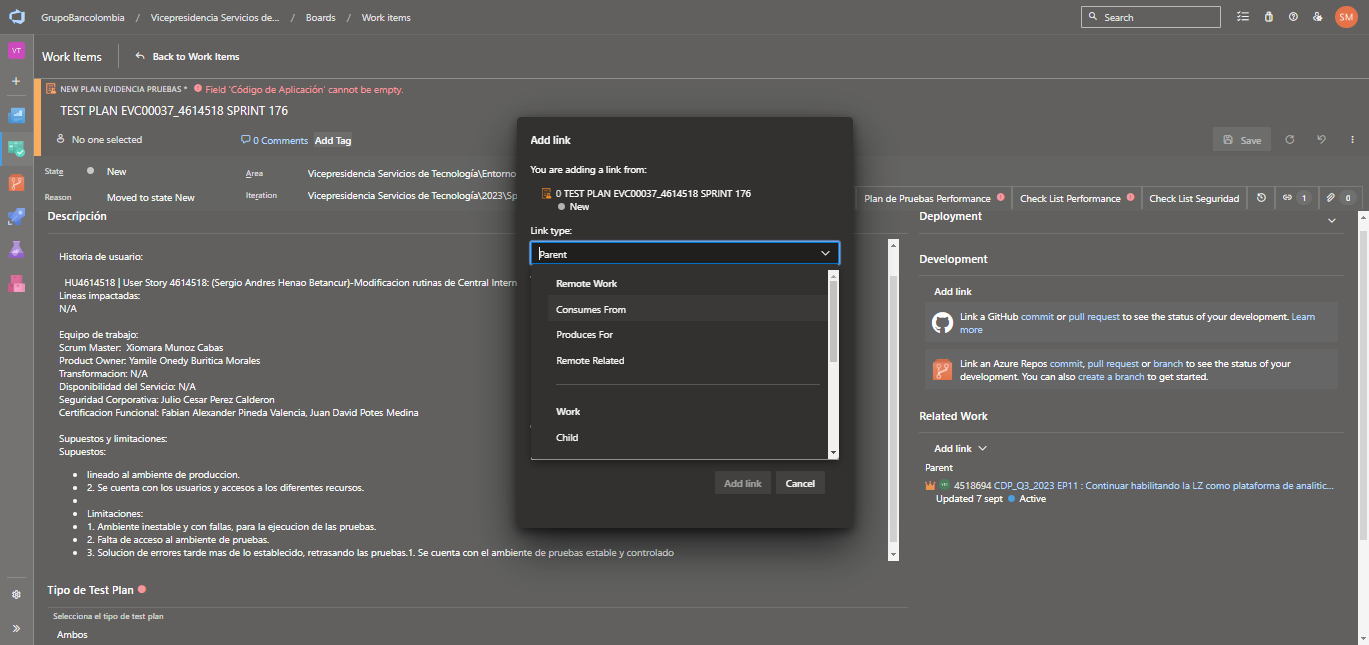 GrupoBancolombia / Vicepresidencia Servicios de... / Boards / Work items
Search
SM
VT
Work Items
Back to Work Items
NEW PLAN EVIDENCIA PRUEBAS * Field 'Código de Aplicación' cannot be empty.
TEST PLAN EVC00037_4614518 SPRINT 176
No one selected
0 Comments
Add Tag
Save
State
New
Area
Vicepresidencia Servicios de Tecnología\Entorno
Reason
Moved to state New
Iteration
Vicepresidencia Servicios de Tecnología\2023\Sp
Plan de Pruebas Performance
Check List Performance
Check List Seguridad
1
0
Descripción
Historia de usuario:
HU4614518 | User Story 4614518: (Sergio Andres Henao Betancur)-Modificacion rutinas de Central Intern
Lineas impactadas:
N/A
Equipo de trabajo:
Scrum Master: Xiomara Munoz Cabas
Product Owner: Yamile Onedy Buritica Morales
Transformacion: N/A
Disponibilidad del Servicio: N/A
Seguridad Corporativa: Julio Cesar Perez Calderon
Certificacion Funcional: Fabian Alexander Pineda Valencia, Juan David Potes Medina
Supuestos y limitaciones:
Supuestos:
lineado al ambiente de produccion.
2. Se cuenta con los usuarios y accesos a los diferentes recursos.
Limitaciones:
1. Ambiente inestable y con fallas, para la ejecucion de las pruebas.
2. Falta de acceso al ambiente de pruebas.
3. Solucion de errores tarde mas de lo establecido, retrasando las pruebas.1. Se cuenta con el ambiente de pruebas estable y controlado
Tipo de Test Plan
Selecciona el tipo de test plan
Ambos
Add link
You are adding a link from:
0 TEST PLAN EVC00037_4614518 SPRINT 176
New
Link type:
Parent
Remote Work
Consumes From
Produces For
Remote Related
Work
Child
Add link
Cancel
Deployment
Development
Add link
Link a GitHub commit or pull request to see the status of your development. Learn
more
Link an Azure Repos commit, pull request or branch to see the status of your
development. You can also create a branch to get started.
Related Work
Add link
Parent
4518694 CDP_Q3_2023 EP11 : Continuar habilitando la LZ como plataforma de analitic...
Updated 7 sept Active